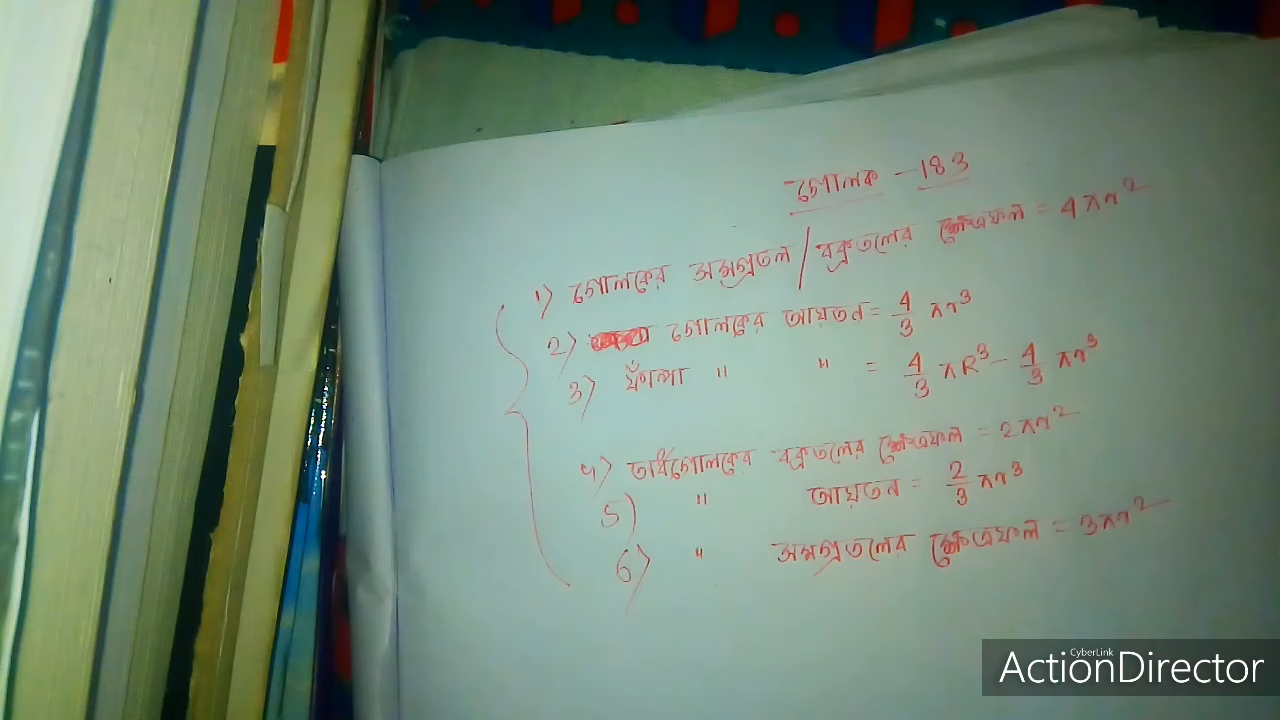 গোলক - 183
1) গোলকের সমগ্রতল / বক্রতলের ক্ষেত্রফল = 4πr²
2) গোলকের আয়তন = 4/3 πr³
3) ফাঁপা " " = 4/3 πR³ - 4/3 πr³
4) অর্ধগোলকের বক্রতলের ক্ষেত্রফল = 2πr²
5) " আয়তন = 2/3 πr³
6) " সমগ্রতলের ক্ষেত্রফল = 3πr²
CyberLink
ActionDirector